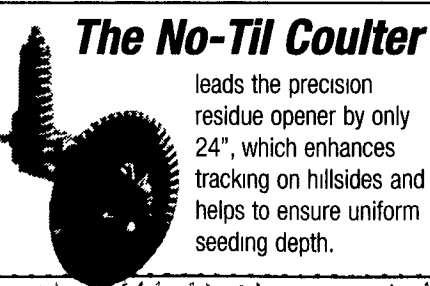 The No-Til Coulter
leads the precision
residue opener by only
24", which enhances
tracking on hillsides and
helps to ensure uniform
seeding depth.